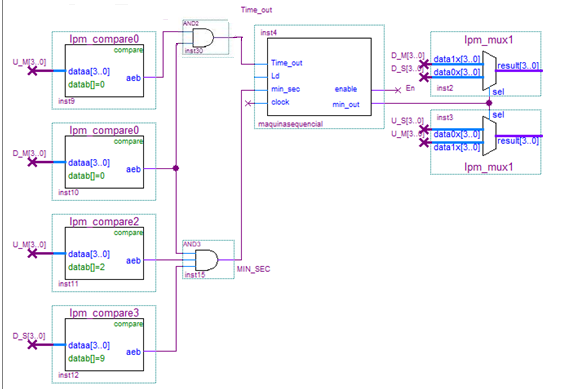 Time_out
AND2
inst30
lpm_compare0
compare
U_M[3..0]
dataa[3..0]
aeb
datab[]=0
inst9
inst4
Time_out
Ld
min_sec
enable
clock
min_out
maquinasequencial
En
lpm_mux1
D_M[3..0]
data1x[3..0]
result[3..0]
D_S[3..0]
data0x[3..0]
inst2
sel
lpm_compare0
compare
D_M[3..0]
dataa[3..0]
aeb
datab[]=0
inst10
inst3
sel
U_S[3..0]
data0x[3..0]
result[3..0]
U_M[3..0]
data1x[3..0]
lpm_mux1
lpm_compare2
compare
U_M[3..0]
dataa[3..0]
aeb
datab[]=2
inst11
AND3
inst15
MIN_SEC
lpm_compare3
compare
D_S[3..0]
dataa[3..0]
aeb
datab[]=9
inst12